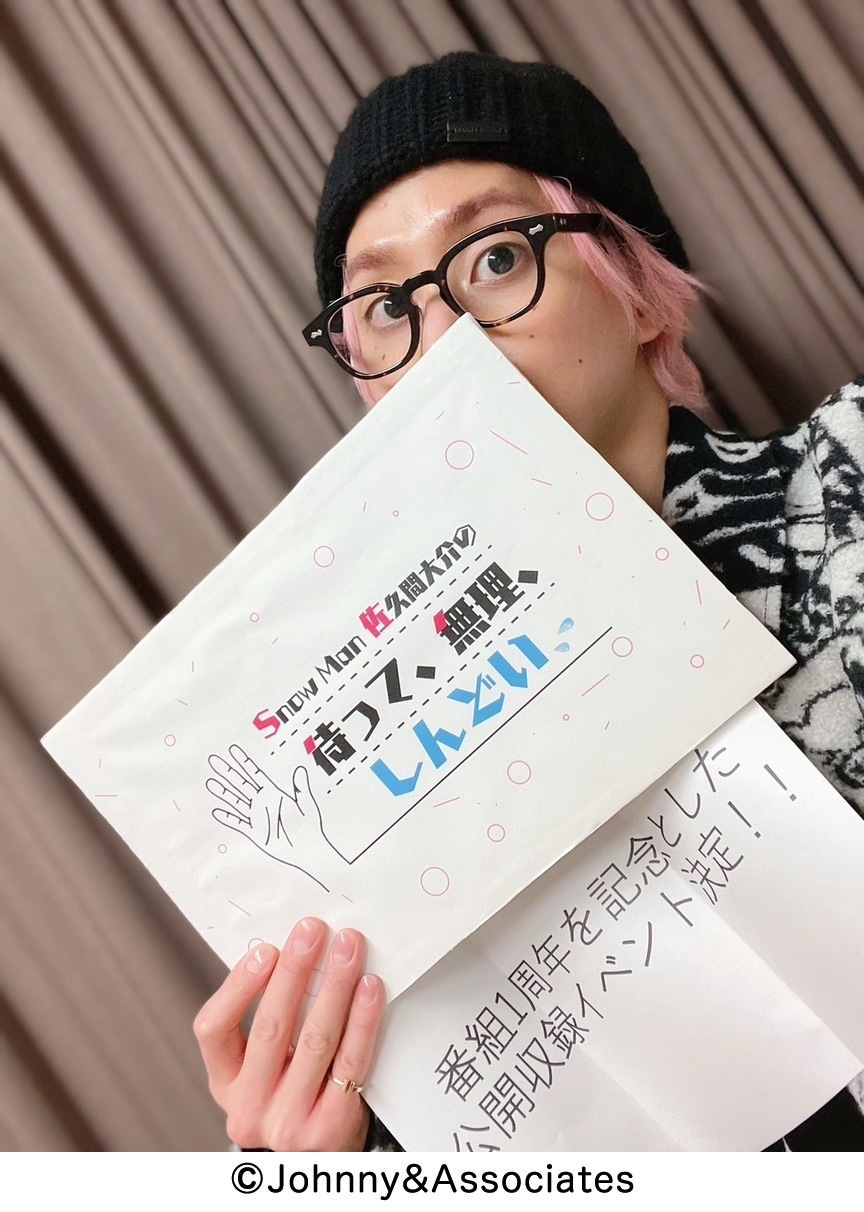 Snow Man 佐久間大介の
待って、無理、
しんどい、
番組1周年を記念とした
公開収録イベント決定！！
©Johnny&Associates